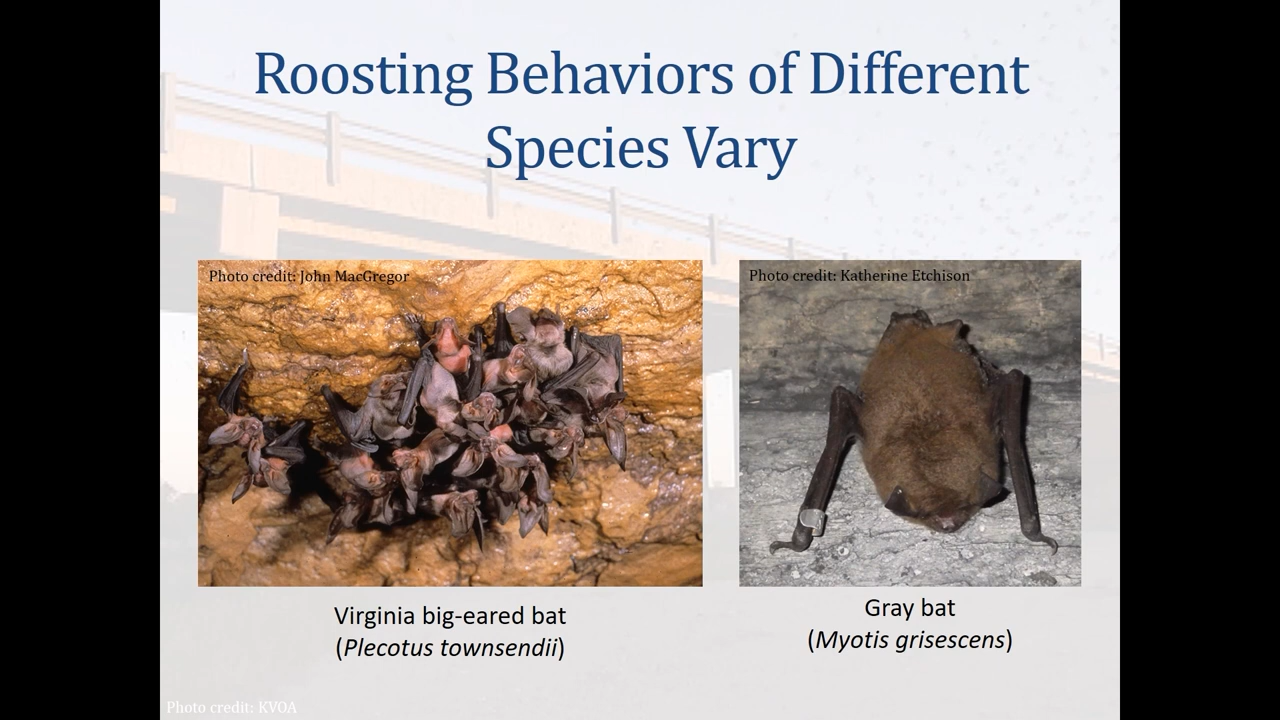 Roosting Behaviors of Different
Species Vary
Photo credit: John MacGregor
Photo credit: Katherine Etchison
Virginia big-eared bat
(Plecotus townsendii)
Gray bat
(Myotis grisescens)
Photo credit: KVOA